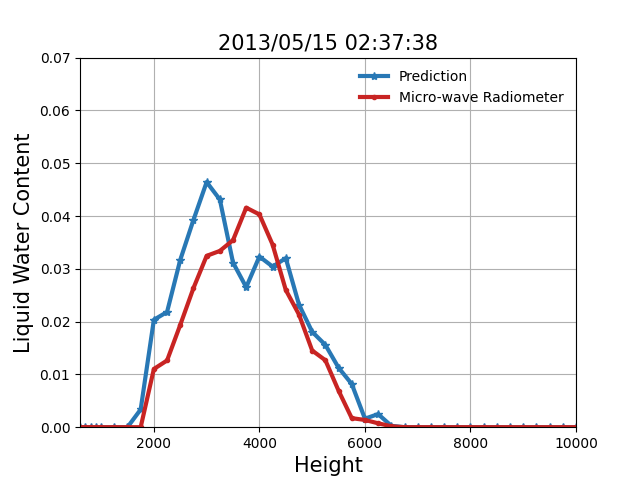 2013/05/15 02:37:38
Prediction
Micro-wave Radiometer
Liquid Water Content
0.07
0.06
0.05
0.04
0.03
0.02
0.01
0.00
2000 4000 6000 8000 10000
Height